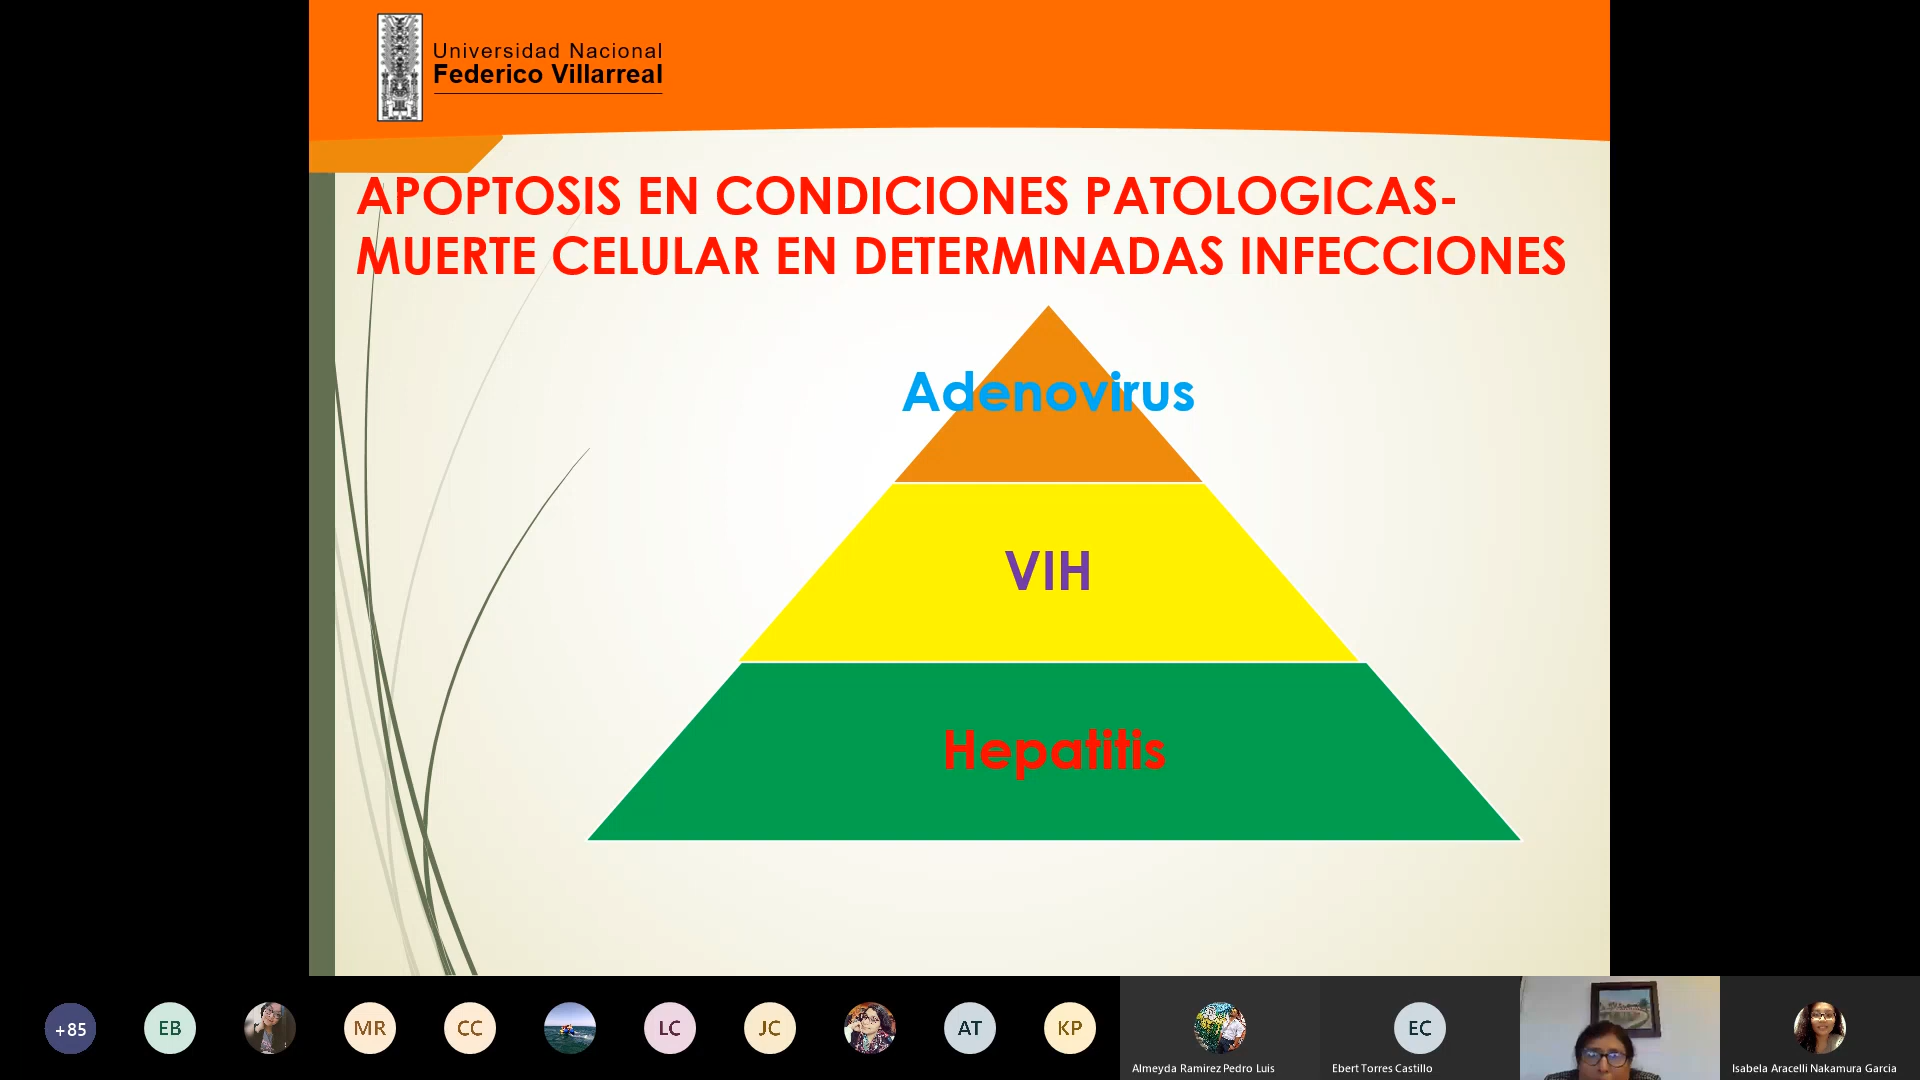 Universidad Nacional
Federico Villarreal
APOPTOSIS EN CONDICIONES PATOLOGICAS-
MUERTE CELULAR EN DETERMINADAS INFECCIONES
Adenovirus
VIH
Hepatitis
+85
EB
MR
CC
LC
JC
AT
KP
EC
Almeyda Ramirez Pedro Luis
Ebert Torres Castillo
Isabela Aracelli Nakamura Garcia